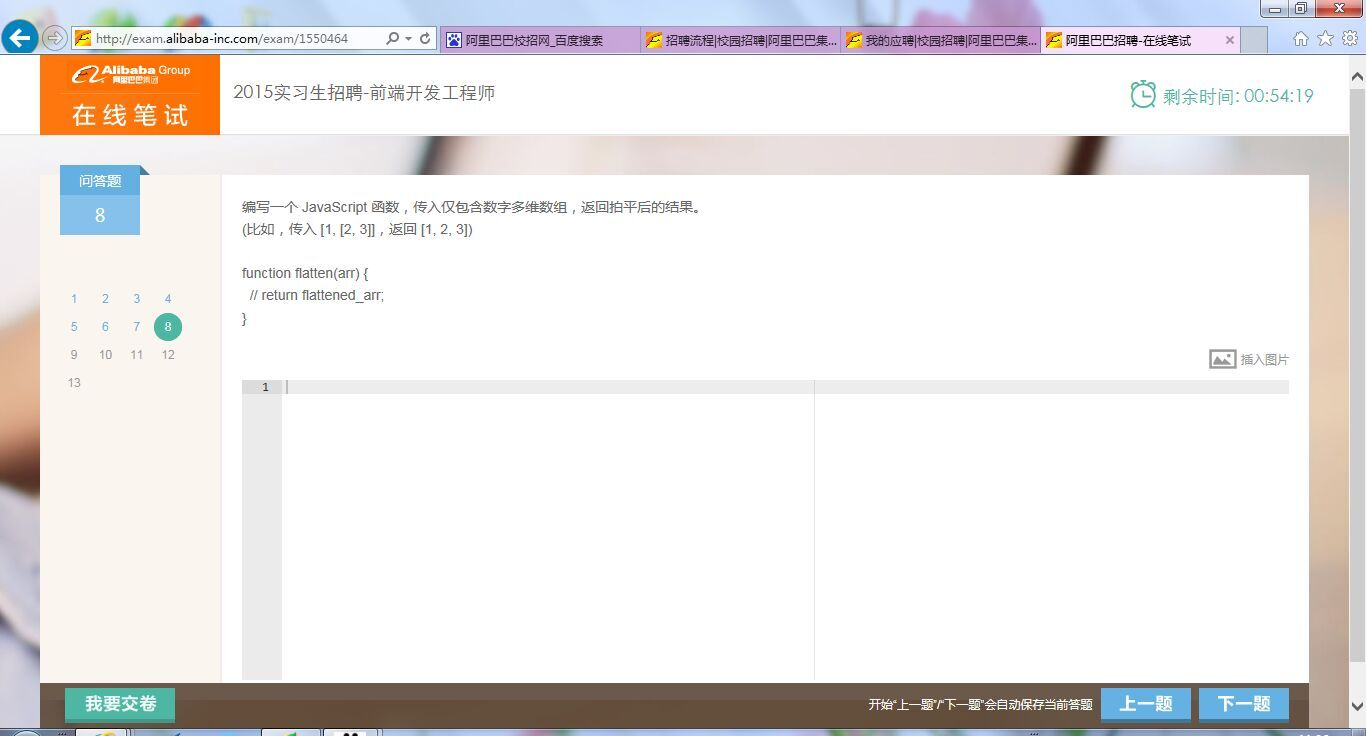 http://exam.alibaba-inc.com/exam/1550464
阿里巴巴校招网_百度搜索
招聘流程|校园招聘|阿里巴巴集...
我的应聘|校园招聘|阿里巴巴集...
阿里巴巴招聘-在线笔试
Alibaba Group
阿里巴巴集团
在线笔试
2015实习生招聘-前端开发工程师
剩余时间: 00:54:19
问答题
8
编写一个 JavaScript 函数，传入仅包含数字多维数组，返回拍平后的结果。
(比如，传入 [1, [2, 3]]，返回 [1, 2, 3])
function flatten(arr) {
// return flattened_arr;
}
1 2 3 4
5 6 7 8
9 10 11 12
13
插入图片
1
我要交卷
开始“上一题”/“下一题”会自动保存当前答题
上一题
下一题